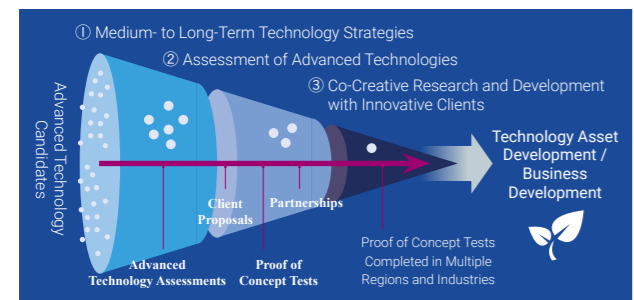 ① Medium- to Long-Term Technology Strategies
② Assessment of Advanced Technologies
③ Co-Creative Research and Development
with Innovative Clients
Advanced Technology
Candidates
Technology Asset
Development /
Business
Development
Client
Proposals
Partnerships
Advanced
Technology Assessments
Proof of
Concept Tests
Proof of Concept Tests
Completed in Multiple
Regions and Industries